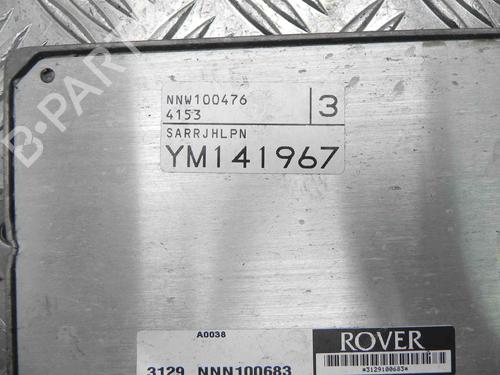 NNW100476
4153
3
SARRJHLPN
YM141967
A0038
3129 NNN100683
ROVER
*3129100683*
B-PARTS